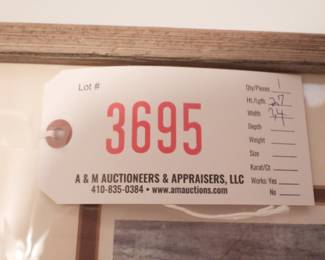 Lot #
3695
A & M AUCTIONEERS & APPRAISERS, LLC
410-835-0384 • www.amauctions.com
Qty/Pieces 1
Ht./Lgth. 27
Width 34
Depth
Weight
Size
Karat/Ct
Works: Yes
No